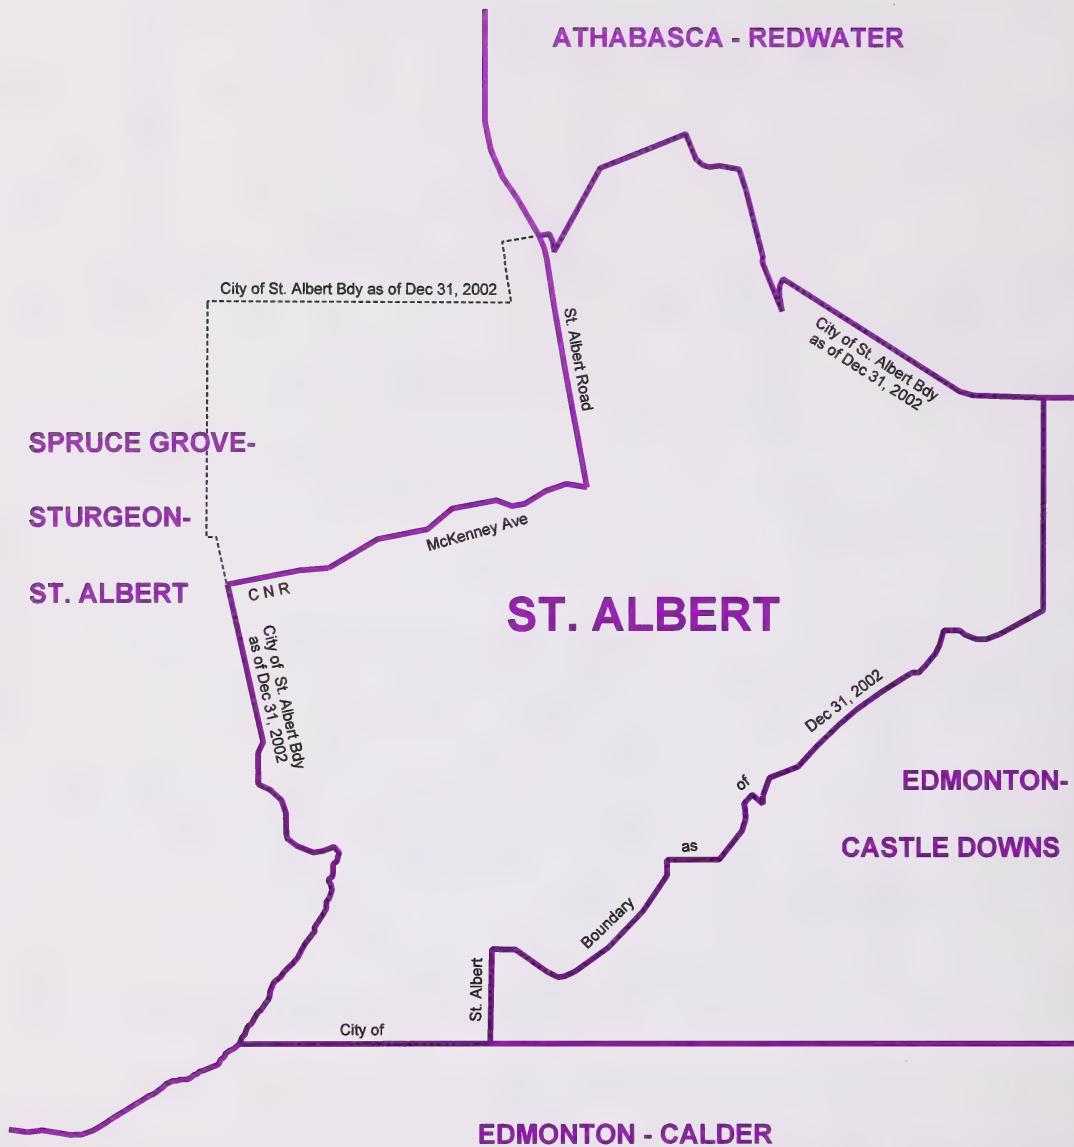 ATHABASCA - REDWATER
City of St. Albert Bdy as of Dec 31, 2002
St. Albert Road
City of St. Albert Bdy
as of Dec 31, 2002
SPRUCE GROVE-
STURGEON-
ST. ALBERT
McKenney Ave
C N R
ST. ALBERT
City of St. Albert Bdy
as of Dec 31, 2002
City of
St. Albert
Boundary
as
of
Dec 31, 2002
EDMONTON-
CASTLE DOWNS
EDMONTON - CALDER